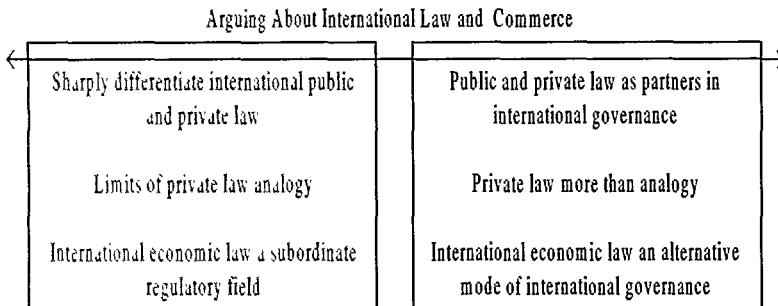 Arguing About International Law and Commerce
Sharply differentiate international public
and private law
Limits of private law analogy
International economic law a subordinate
regulatory field
Public and private law as partners in
international governance
Private law more than analogy
International economic law an alternative
mode of international governance